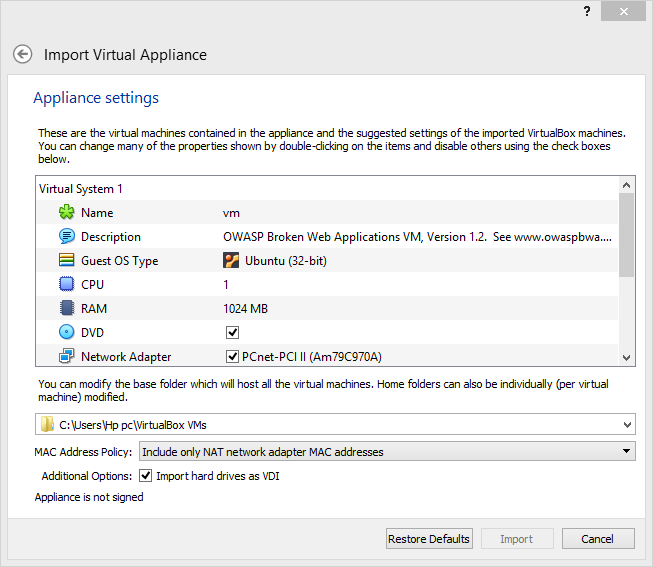 ?
Import Virtual Appliance
Appliance settings
These are the virtual machines contained in the appliance and the suggested settings of the imported VirtualBox machines.
You can change many of the properties shown by double-clicking on the items and disable others using the check boxes
below.
Virtual System 1
Name vm
Description OWASP Broken Web Applications VM, Version 1.2. See www.owaspbwa....
Guest OS Type Ubuntu (32-bit)
CPU 1
RAM 1024 MB
DVD
Network Adapter PCnet-PCI II (Am79C970A)
You can modify the base folder which will host all the virtual machines. Home folders can also be individually (per virtual
machine) modified.
C:\Users\Hp pc\VirtualBox VMs
MAC Address Policy: Include only NAT network adapter MAC addresses
Additional Options: Import hard drives as VDI
Appliance is not signed
Restore Defaults Import Cancel